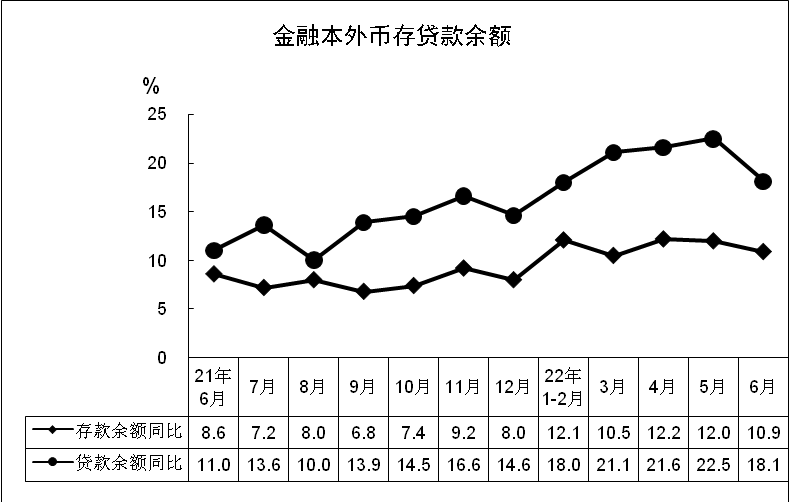 金融本外币存贷款余额
%
25
20
15
10
5
0
21年 7月 8月 9月 10月 11月 12月 22年 3月 4月 5月 6月
6月 1-2月
存款余额同比 8.6 7.2 8.0 6.8 7.4 9.2 8.0 12.1 10.5 12.2 12.0 10.9
贷款余额同比 11.0 13.6 10.0 13.9 14.5 16.6 14.6 18.0 21.1 21.6 22.5 18.1